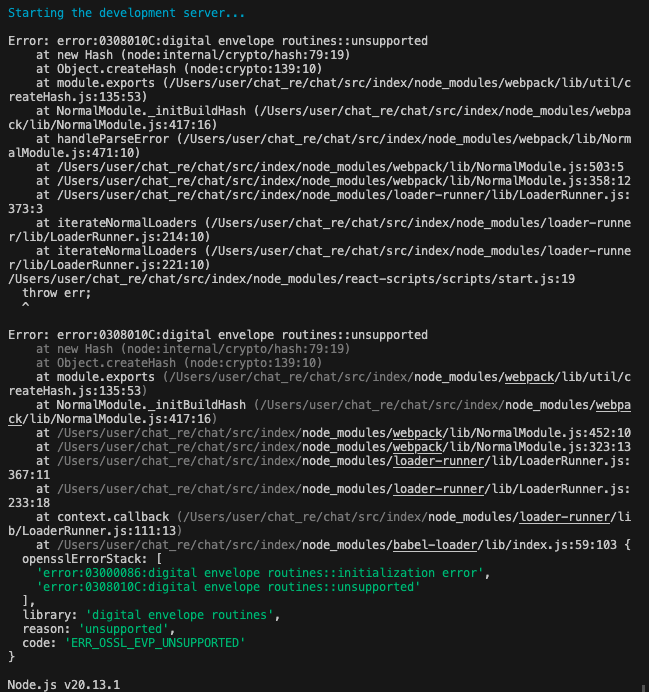 Starting the development server...
Error: error:0308010C:digital envelope routines::unsupported
    at new Hash (node:internal/crypto/hash:79:19)
    at Object.createHash (node:crypto:139:10)
    at module.exports (/Users/user/chat_re/chat/src/index/node_modules/webpack/lib/util/c
reateHash.js:135:53)
    at NormalModule._initBuildHash (/Users/user/chat_re/chat/src/index/node_modules/webpa
ck/lib/NormalModule.js:417:16)
    at handleParseError (/Users/user/chat_re/chat/src/index/node_modules/webpack/lib/Norm
alModule.js:471:10)
    at /Users/user/chat_re/chat/src/index/node_modules/webpack/lib/NormalModule.js:503:5
    at /Users/user/chat_re/chat/src/index/node_modules/webpack/lib/NormalModule.js:358:12
    at /Users/user/chat_re/chat/src/index/node_modules/loader-runner/lib/LoaderRunner.js:
373:3
    at iterateNormalLoaders (/Users/user/chat_re/chat/src/index/node_modules/loader-runne
r/lib/LoaderRunner.js:214:10)
    at iterateNormalLoaders (/Users/user/chat_re/chat/src/index/node_modules/loader-runne
r/lib/LoaderRunner.js:221:10)
/Users/user/chat_re/chat/src/index/node_modules/react-scripts/scripts/start.js:19
  throw err;
  ^
Error: error:0308010C:digital envelope routines::unsupported
    at new Hash (node:internal/crypto/hash:79:19)
    at Object.createHash (node:crypto:139:10)
    at module.exports (/Users/user/chat_re/chat/src/index/node_modules/webpack/lib/util/c
reateHash.js:135:53)
    at NormalModule._initBuildHash (/Users/user/chat_re/chat/src/index/node_modules/webpa
ck/lib/NormalModule.js:417:16)
    at /Users/user/chat_re/chat/src/index/node_modules/webpack/lib/NormalModule.js:452:10
    at /Users/user/chat_re/chat/src/index/node_modules/webpack/lib/NormalModule.js:323:13
    at /Users/user/chat_re/chat/src/index/node_modules/loader-runner/lib/LoaderRunner.js:
367:11
    at /Users/user/chat_re/chat/src/index/node_modules/loader-runner/lib/LoaderRunner.js:
233:18
    at context.callback (/Users/user/chat_re/chat/src/index/node_modules/loader-runner/li
b/LoaderRunner.js:111:13)
    at /Users/user/chat_re/chat/src/index/node_modules/babel-loader/lib/index.js:59:103 {
  opensslErrorStack: [
    'error:03000086:digital envelope routines::initialization error',
    'error:0308010C:digital envelope routines::unsupported'
  ],
  library: 'digital envelope routines',
  reason: 'unsupported',
  code: 'ERR_OSSL_EVP_UNSUPPORTED'
}
Node.js v20.13.1